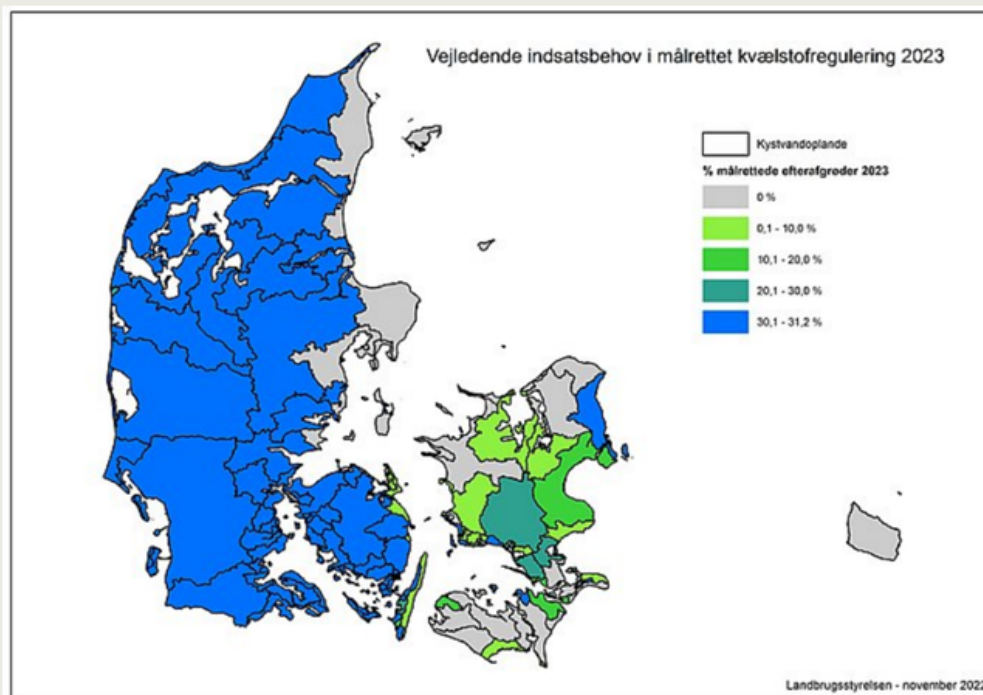 Vejledende indsatsbehov i målrettet kvælstofregulering 2023
Kystvandoplande
% målrettede efterafgrøder 2023
0 %
0,1 - 10,0 %
10,1 - 20,0 %
20,1 - 30,0 %
30,1 - 31,2 %
Landbrugsstyrelsen - november 2022